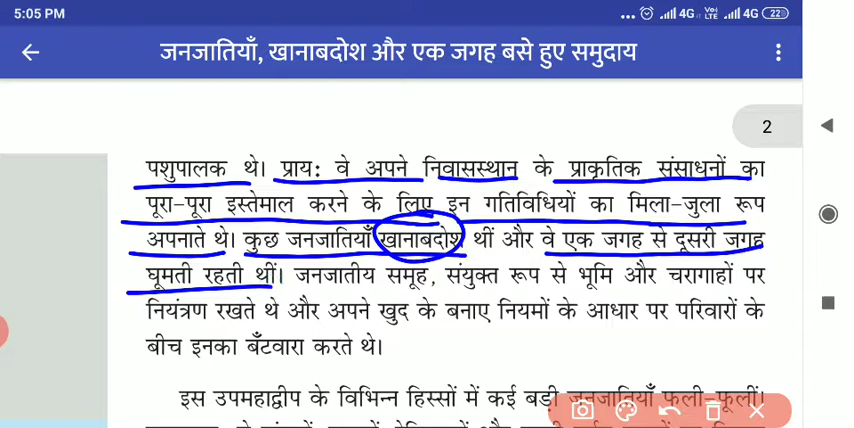 5:05 PM 4G Vo) LTE 4G 22
जनजातियाँ, खानाबदोश और एक जगह बसे हुए समुदाय
2
पशुपालक थे। प्राय: वे अपने निवासस्थान के प्राकृतिक संसाधनों का
पूरा-पूरा इस्तेमाल करने के लिए इन गतिविधियों का मिला-जुला रूप
अपनाते थे। कुछ जनजातियाँ खानाबदोश थीं और वे एक जगह से दूसरी जगह
घूमती रहती थीं। जनजातीय समूह, संयुक्त रूप से भूमि और चरागाहों पर
नियंत्रण रखते थे और अपने खुद के बनाए नियमों के आधार पर परिवारों के
बीच इनका बँटवारा करते थे।
इस उपमहाद्वीप के विभिन्न हिस्सों में कई बड़ी जनजातियाँ फली-फूलीं।